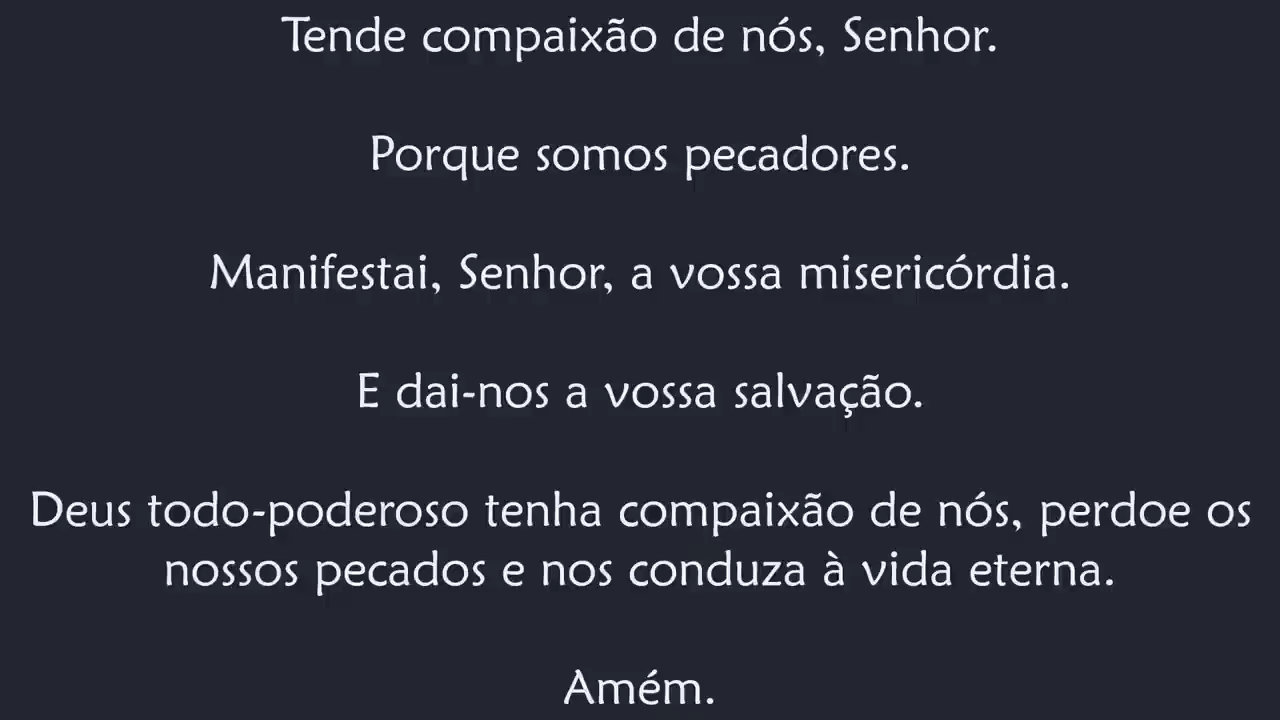 Tende compaixão de nós, Senhor.
Porque somos pecadores.
Manifestai, Senhor, a vossa misericórdia.
E dai-nos a vossa salvação.
Deus todo-poderoso tenha compaixão de nós, perdoe os
nossos pecados e nos conduza à vida eterna.
Amém.